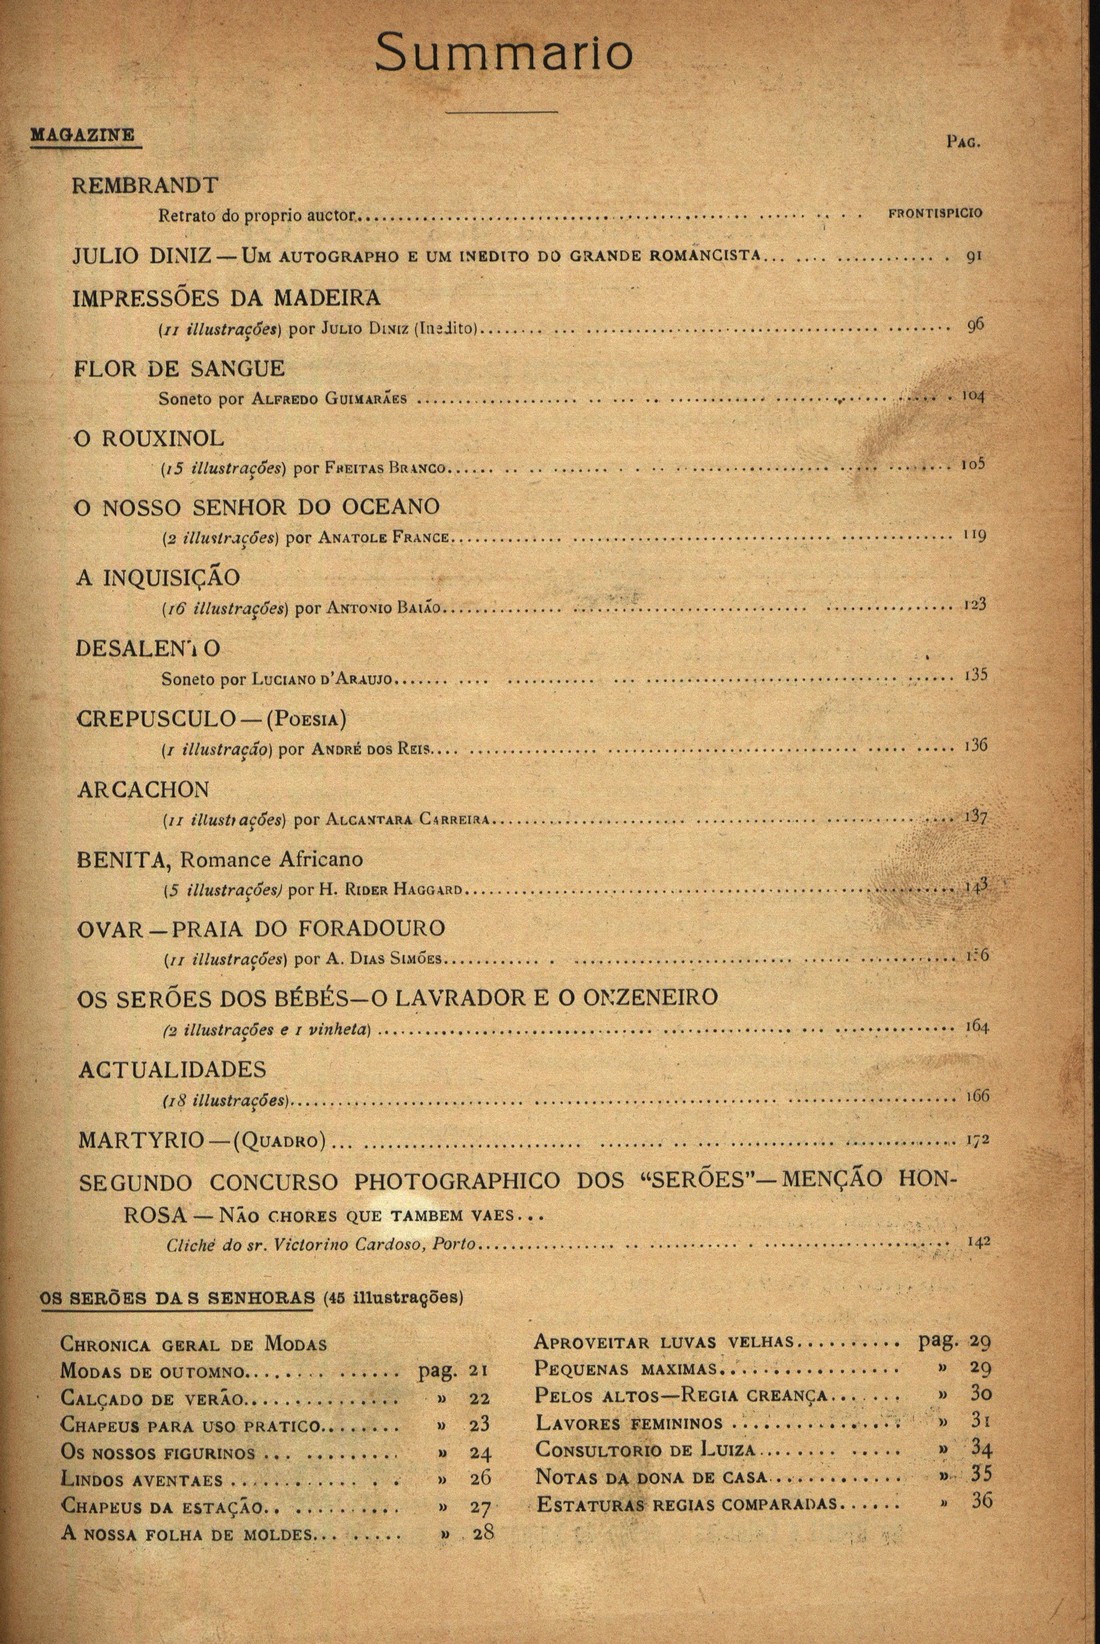 Summario
MAGAZINE
PAG.
REMBRANDT
Retrato do proprio auctor FRONTISPICIO
JULIO DINIZ — UM AUTOGRAPHO E UM INEDITO DO GRANDE ROMANCISTA 91
IMPRESSÕES DA MADEIRA
(11 illustrações) por JULIO DINIZ (Inedito) 96
FLOR DE SANGUE
Soneto por ALFREDO GUIMARÃES 104
O ROUXINOL
(15 illustrações) por FREITAS BRANCO 105
O NOSSO SENHOR DO OCEANO
(2 illustrações) por ANATOLE FRANCE 119
A INQUISIÇÃO
(16 illustrações) por ANTONIO BAIÃO 123
DESALENTO
Soneto por LUCIANO D'ARAUJO 135
CREPUSCULO — (POESIA)
(1 illustração) por ANDRÉ DOS REIS 136
ARCACHON
(11 illustrações) por ALCANTARA CARREIRA 137
BENITA, Romance Africano
(5 illustrações) por H. RIDER HAGGARD 143
OVAR — PRAIA DO FORADOURO
(11 illustrações) por A. DIAS SIMÕES
OS SERÕES DOS BÉBÉS—O LAVRADOR E O ONZENEIRO
(2 illustrações e 1 vinheta) 164
ACTUALIDADES
(18 illustrações) 166
MARTYRIO — (QUADRO) 172
SEGUNDO CONCURSO PHOTOGRAPHICO DOS “SERÕES”— MENÇÃO HON-
ROSA — NÃO CHORES QUE TAMBEM VAES...
Cliché do sr. Victorino Cardoso, Porto 142
OS SERÕES DAS SENHORAS (45 illustrações)
CHRONICA GERAL DE MODAS
MODAS DE OUTOMNO pag. 21
CALÇADO DE VERÃO » 22
CHAPEUS PARA USO PRATICO » 23
OS NOSSOS FIGURINOS » 24
LINDOS AVENTAES » 26
CHAPEUS DA ESTAÇÃO » 27
A NOSSA FOLHA DE MOLDES » 28
APROVEITAR LUVAS VELHAS pag. 29
PEQUENAS MAXIMAS » 29
PELOS ALTOS—REGIA CREANÇA » 30
LAVORES FEMININOS » 31
CONSULTORIO DE LUIZA » 34
NOTAS DA DONA DE CASA » 35
ESTATURAS REGIAS COMPARADAS » 36